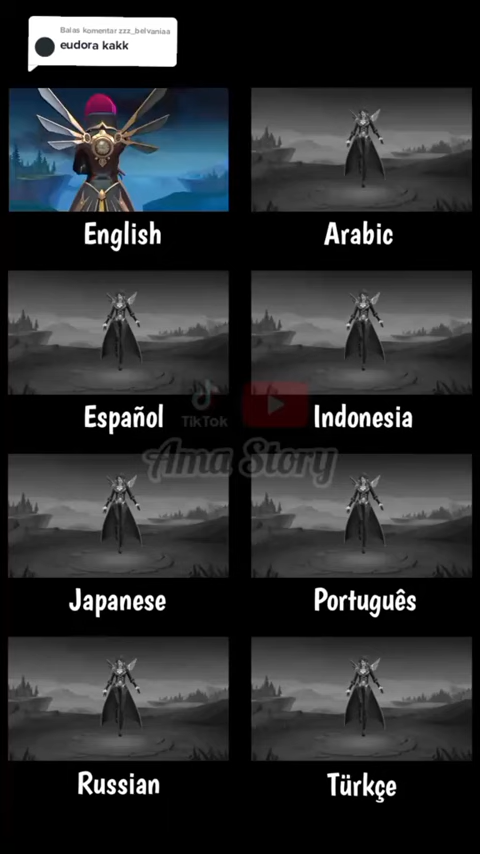 Balas komentar zzz_belvaniaa
eudora kakk
English
Arabic
Español
Indonesia
TikTok
Ama Story
Japanese
Português
Russian
Türkçe